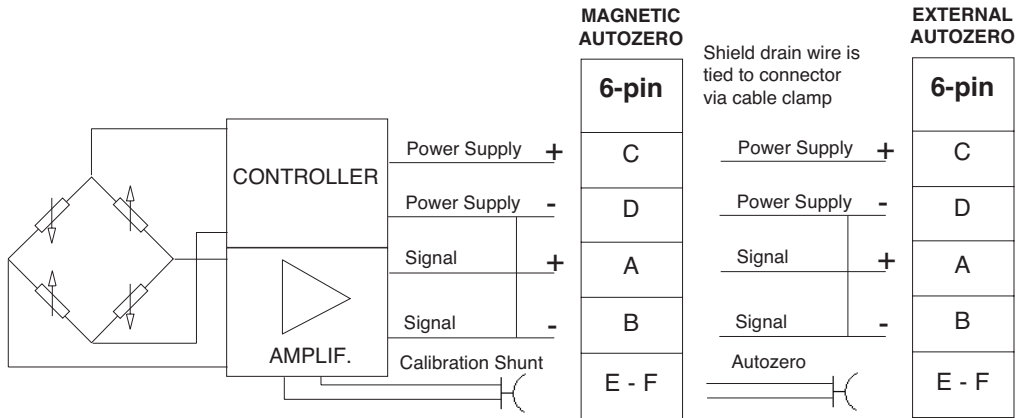 MAGNETIC
AUTOZERO
EXTERNAL
AUTOZERO
Shield drain wire is
tied to connector
via cable clamp
6-pin
6-pin
CONTROLLER
Power Supply +
C
Power Supply +
C
Power Supply -
D
Power Supply -
D
Signal +
A
Signal +
A
Signal -
B
Signal -
B
AMPLIF.
Calibration Shunt
E - F
Autozero
E - F